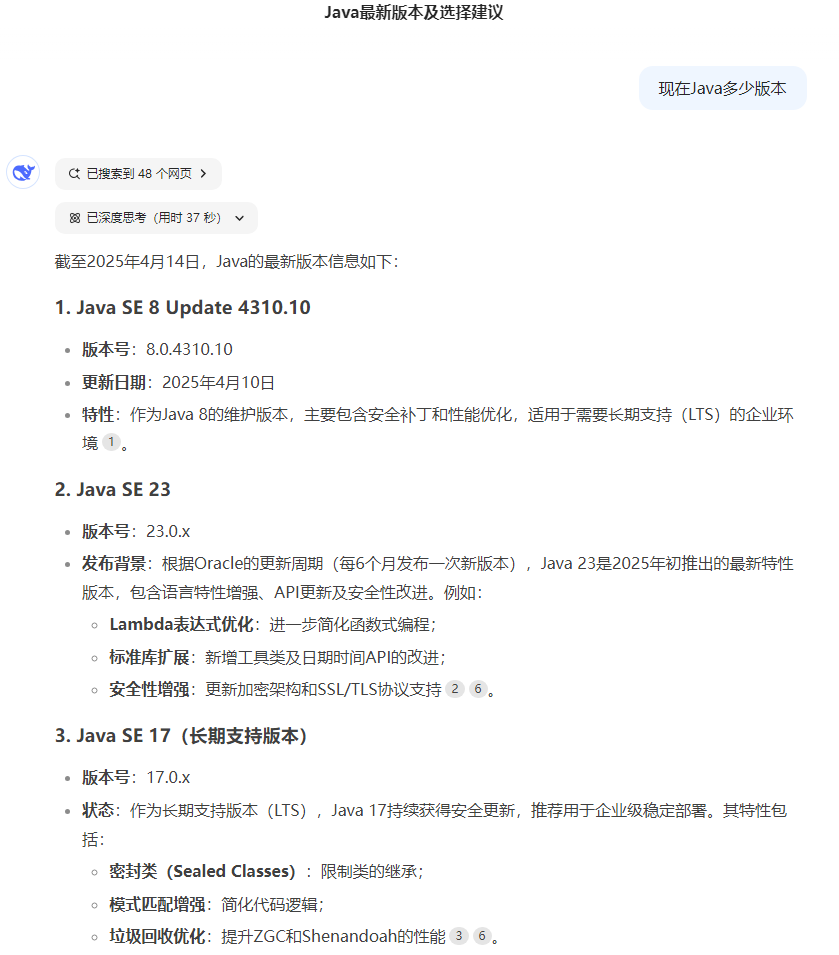 Java最新版本及选择建议
现在Java多少版本
已搜索到 48 个网页
已深度思考（用时 37 秒）
截至2025年4月14日，Java的最新版本信息如下：
1. Java SE 8 Update 4310.10
版本号：8.0.4310.10
更新日期：2025年4月10日
特性：作为Java 8的维护版本，主要包含安全补丁和性能优化，适用于需要长期支持（LTS）的企业环
境 1 。
2. Java SE 23
版本号：23.0.x
发布背景：根据Oracle的更新周期（每6个月发布一次新版本），Java 23是2025年初推出的最新特性
版本，包含语言特性增强、API更新及安全性改进。例如：
Lambda表达式优化：进一步简化函数式编程；
标准库扩展：新增工具类及日期时间API的改进；
安全性增强：更新加密架构和SSL/TLS协议支持 2 6 。
3. Java SE 17（长期支持版本）
版本号：17.0.x
状态：作为长期支持版本（LTS），Java 17持续获得安全更新，推荐用于企业级稳定部署。其特性包
括：
密封类（Sealed Classes）：限制类的继承；
模式匹配增强：简化代码逻辑；
垃圾回收优化：提升ZGC和Shenandoah的性能 3 6 。